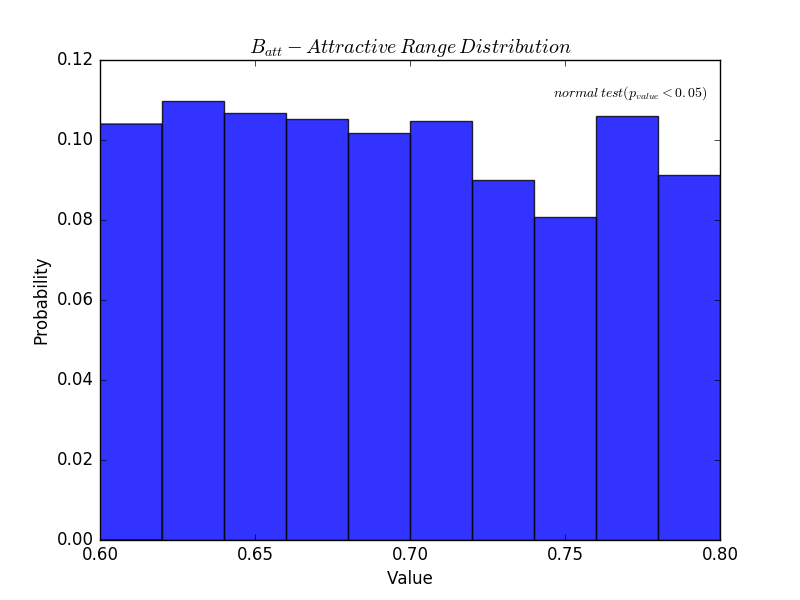 B_att − Attractive Range Distribution
normal test(p_value < 0.05)
0.12
0.10
0.08
0.06
0.04
0.02
0.00
Probability
0.60 0.65 0.70 0.75 0.80
Value